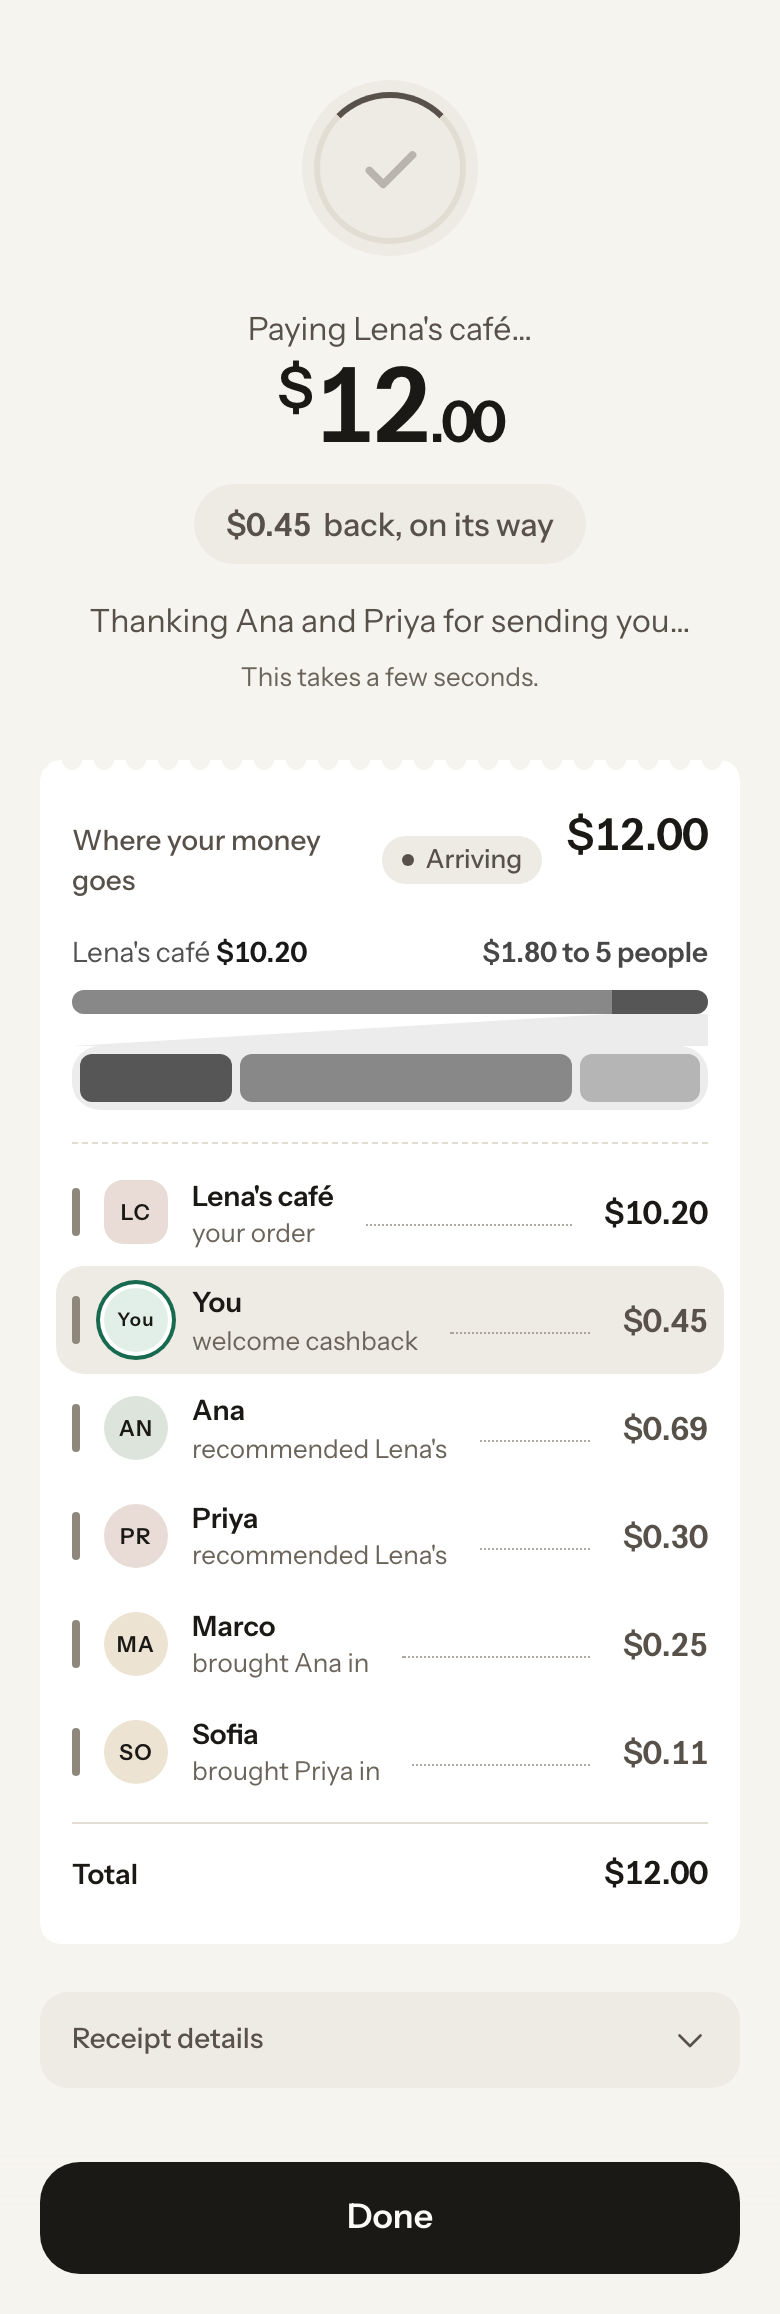 Paying Lena's café...
$12.00
$0.45 back, on its way
Thanking Ana and Priya for sending you...
This takes a few seconds.
Where your money
goes
Arriving
$12.00
Lena's café $10.20
$1.80 to 5 people
LC
Lena's café
your order
$10.20
You
You
welcome cashback
$0.45
AN
Ana
recommended Lena's
$0.69
PR
Priya
recommended Lena's
$0.30
MA
Marco
brought Ana in
$0.25
SO
Sofia
brought Priya in
$0.11
Total
$12.00
Receipt details
Done